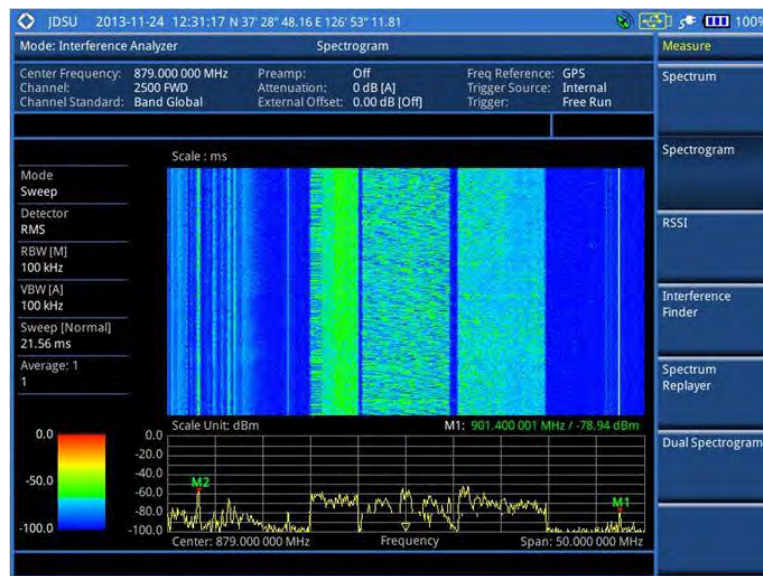 JDSU 2013-11-24 12:31:17 N 37' 28" 48.16 E 126' 53" 11.81 100%
Mode: Interference Analyzer Spectrogram Measure
Center Frequency: 879.000 000 MHz Preamp: Off Freq Reference: GPS
Channel: 2500 FWD Attenuation: 0 dB [A] Trigger Source: Internal
Channel Standard: Band Global External Offset: 0.00 dB [Off] Trigger: Free Run
Spectrum
Spectrogram
RSSI
Interference
Finder
Spectrum
Replayer
Dual Spectrogram
Scale : ms
Mode
Sweep
Detector
RMS
RBW [M]
100 kHz
VBW [A]
100 kHz
Sweep [Normal]
21.56 ms
Average: 1
1
Scale Unit: dBm M1: 901.400 001 MHz / -78.94 dBm
0.0
-50.0
-100.0
0.0
-20.0
-40.0
-60.0
-80.0
-100.0
M2
M1
Center: 879.000 000 MHz Frequency Span: 50.000 000 MHz